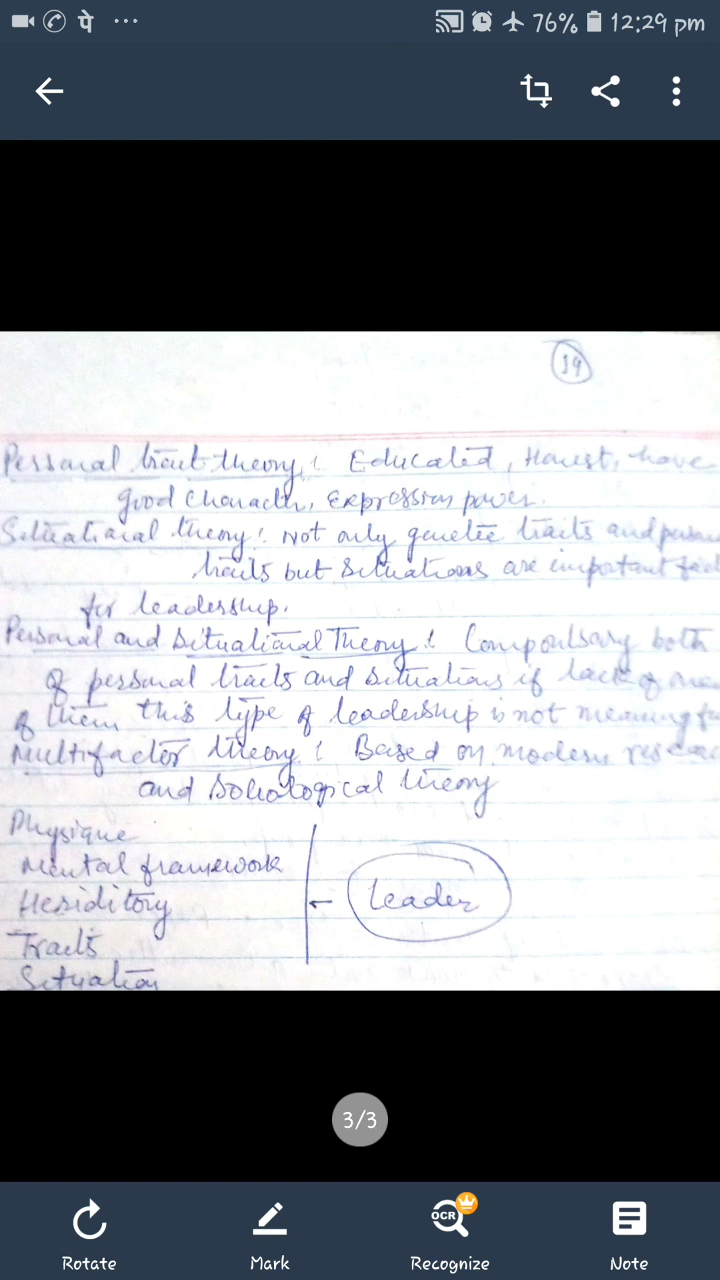 पे ... 76% 12:29 pm
19
Personal trait theory: Educated, Honest, have
good character, Expression power.
Situational theory: Not only genetic traits and
traits but situations are important
for leadership.
Personal and Situational Theory: Compoulsary both
of personal traits and situations if lack of
of them this type of leadership is not
Multifactor theory: Based on modern
and Sociological theory
Physique
Mental framework
Leader
Hesiditory
Traits
Situation
3/3
OCR
Rotate Mark Recognize Note